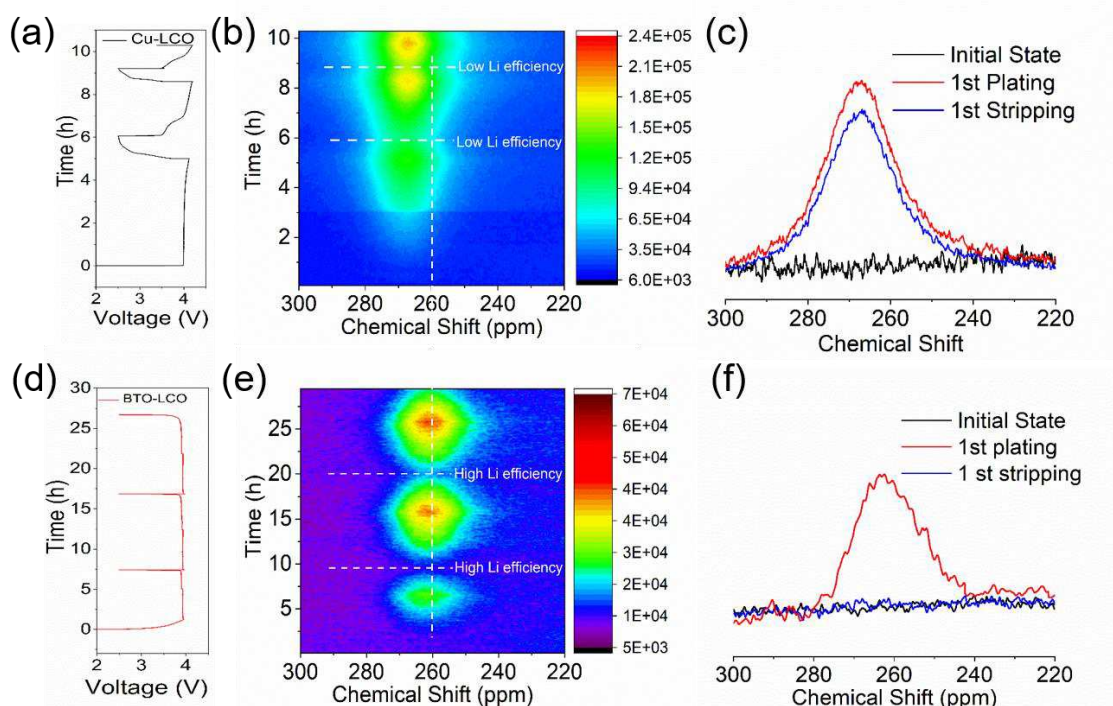 (a)
Cu-LCO
10
8
6
4
2
0
Time (h)
2 3 4
Voltage (V)
(b)
10
8
6
4
2
Time (h)
Low Li efficiency
Low Li efficiency
300 280 260 240 220
Chemical Shift (ppm)
2.4E+05
2.1E+05
1.8E+05
1.5E+05
1.2E+05
9.4E+04
6.4E+04
3.5E+04
6.0E+03
(c)
Initial State
1st Plating
1st Stripping
300 280 260 240 220
Chemical Shift
(d)
BTO-LCO
30
25
20
15
10
5
0
Time (h)
2 3 4
Voltage (V)
(e)
25
20
15
10
5
Time (h)
High Li efficiency
High Li efficiency
300 280 260 240 220
Chemical Shift (ppm)
7E+04
6E+04
5E+04
5E+04
4E+04
3E+04
2E+04
1E+04
5E+03
(f)
Initial State
1st plating
1 st stripping
300 280 260 240 220
Chemical Shift (ppm)